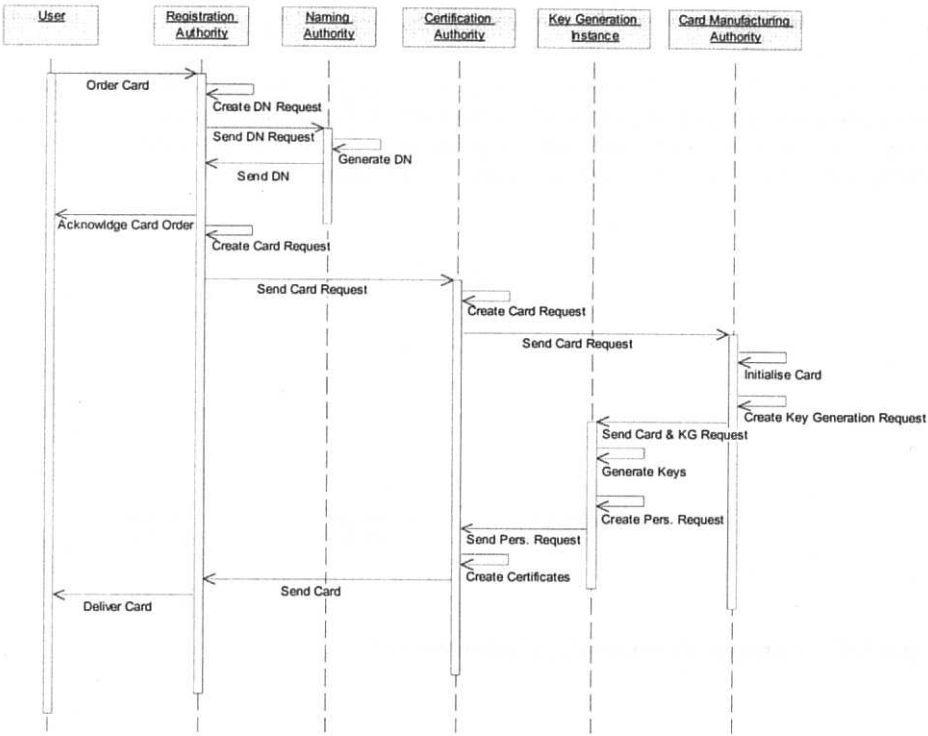 User
Registration
Authority
Naming
Authority
Certification
Authority
Key Generation
Instance
Card Manufacturing
Authority
Order Card
Create DN Request
Send DN Request
Generate DN
Send DN
Acknowldge Card Order
Create Card Request
Send Card Request
Create Card Request
Send Card Request
Initialise Card
Create Key Generation Request
Send Card & KG Request
Generate Keys
Create Pers. Request
Send Pers. Request
Create Certificates
Send Card
Deliver Card